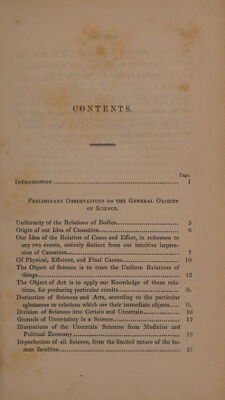 CONTENTS.
Page.
INTRODUCTION ........ 1
PRELIMINARY OBSERVATIONS ON THE GENERAL OBJECTS
OF SCIENCE.
Uniformity of the Relations of Bodies ........ 5
Origin of our Idea of Causation ........ 6
Our Idea of the Relation of Cause and Effect, in reference to
any two events, entirely distinct from our intuitive impres-
sion of Causation ........ 7
Of Physical, Efficient, and Final Causes ........ 10
The Object of Science is to trace the Uniform Relations of
things ........ 12
The Object of Art is to apply our Knowledge of these rela-
tions, for producing particular results ........ ib.
Distinction of Sciences and Arts, according to the particular
substances or relations which are their immediate objects ..... ib.
Division of Sciences into Certain and Uncertain ........ 16
Grounds of Uncertainty in a Science ........ 17
Illustrations of the Uncertain Sciences from Medicine and
Political Economy ........ 19
Imperfection of all Science, from the limited nature of the hu-
man faculties ........ 21